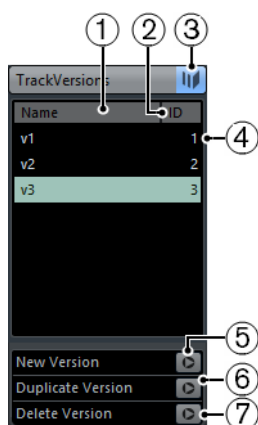 1 2 3
TrackVersions
Name ID
v1 1 4
v2 2
v3 3
5
New Version
Duplicate Version 6
Delete Version 7